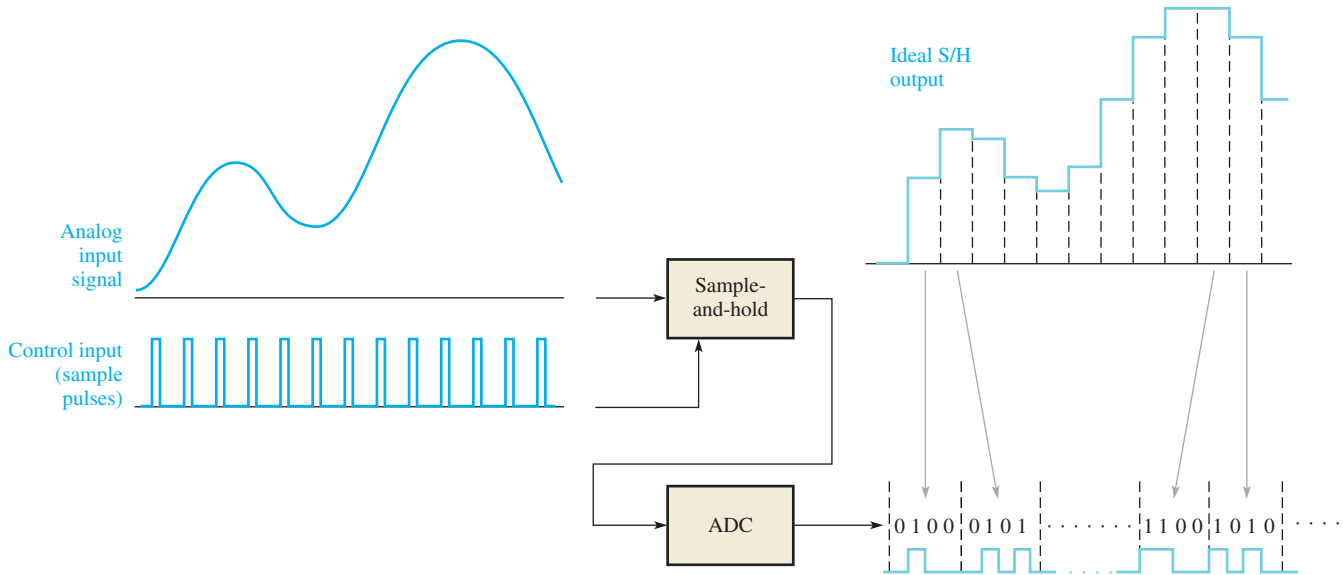 Ideal S/H
output
Analog
input
signal
Sample-
and-hold
Control input
(sample
pulses)
ADC
0 1 0 0 0 1 0 1 · · · · · · · 1 1 0 0 1 0 1 0 · · · ·